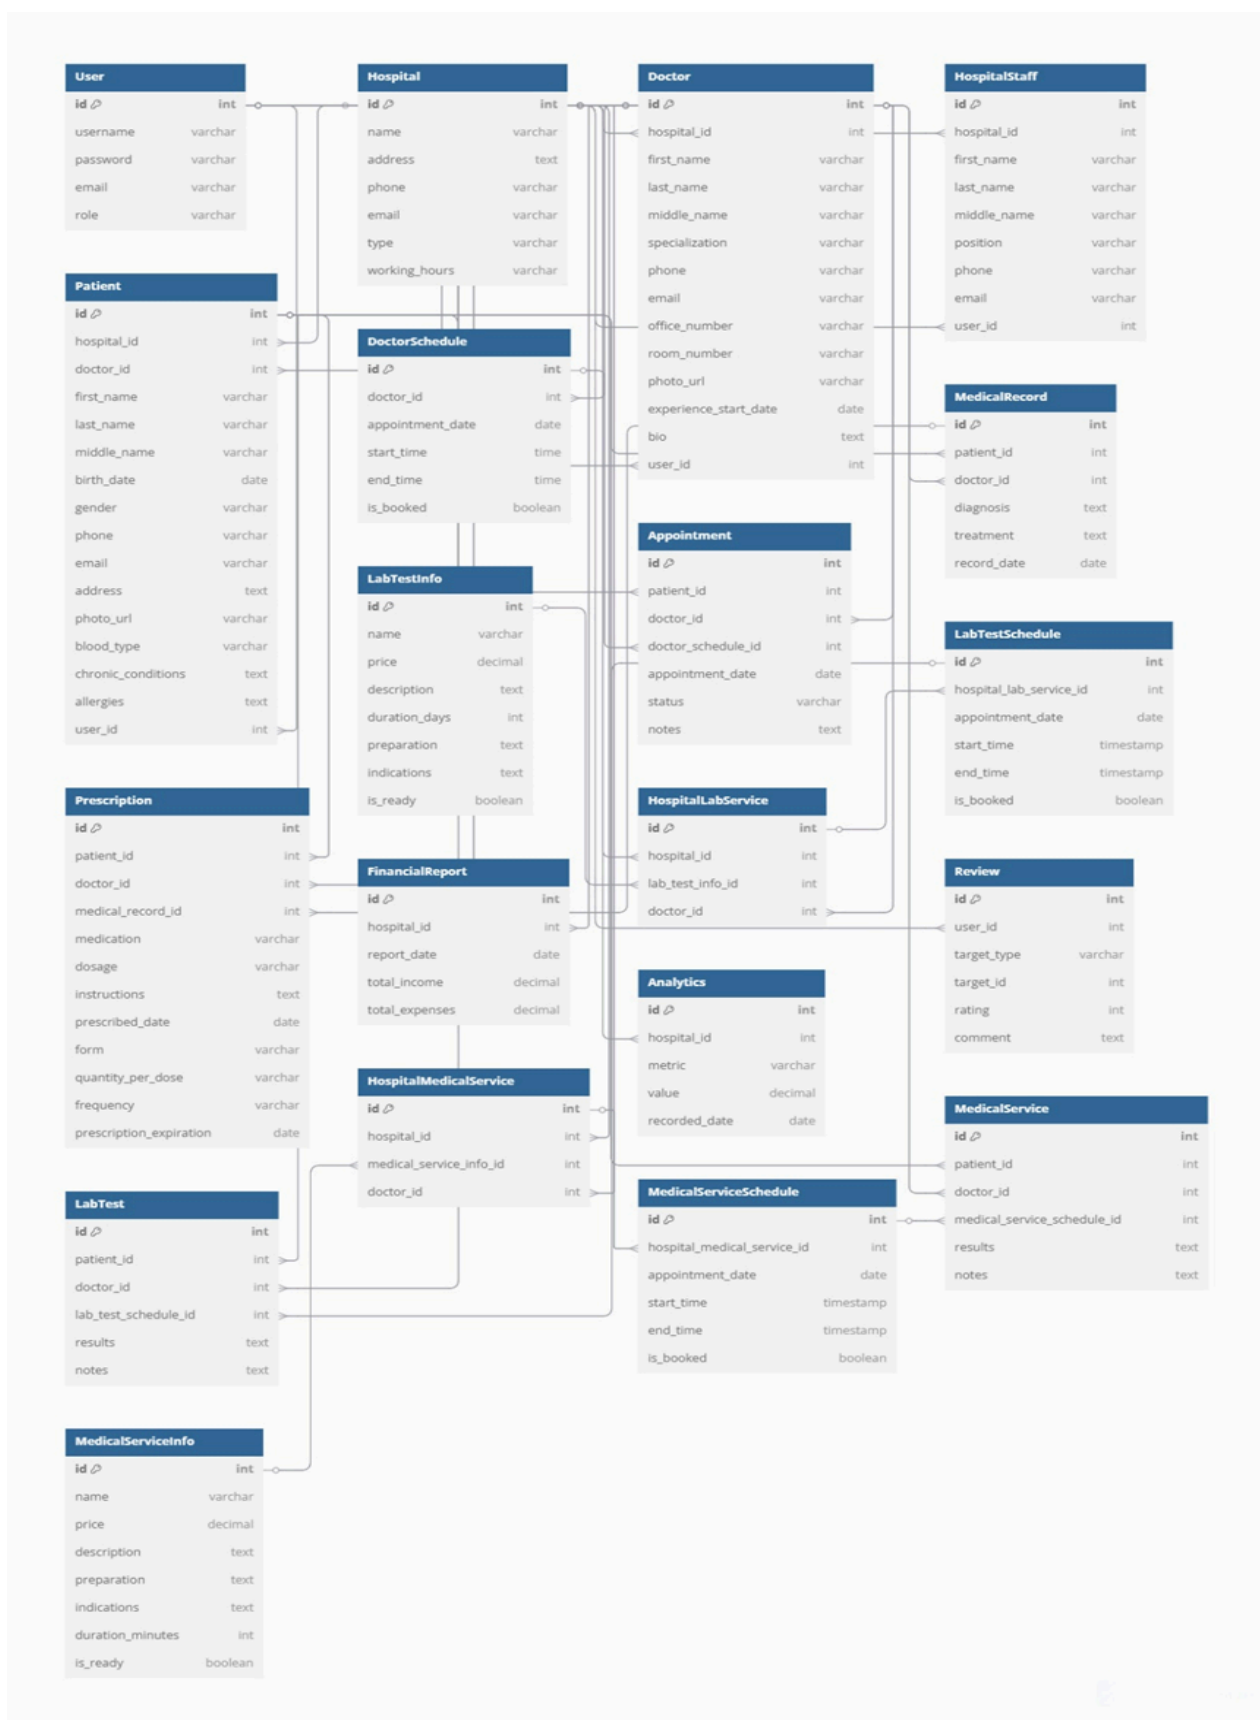 User
id int
username varchar
password varchar
email varchar
role varchar
Patient
id int
hospital_id int
doctor_id int
first_name varchar
last_name varchar
middle_name varchar
birth_date date
gender varchar
phone varchar
email varchar
address text
photo_url varchar
blood_type varchar
chronic_conditions text
allergies text
user_id int
Prescription
id int
patient_id int
doctor_id int
medical_record_id int
medication varchar
dosage varchar
instructions text
prescribed_date date
form varchar
quantity_per_dose varchar
frequency varchar
prescription_expiration date
LabTest
id int
patient_id int
doctor_id int
lab_test_schedule_id int
results text
notes text
MedicalServiceInfo
id int
name varchar
price decimal
description text
preparation text
indications text
duration_minutes int
is_ready boolean
Hospital
id int
name varchar
address text
phone varchar
email varchar
type varchar
working_hours varchar
DoctorSchedule
id int
doctor_id int
appointment_date date
start_time time
end_time time
is_booked boolean
LabTestInfo
id int
name varchar
price decimal
description text
duration_days int
preparation text
indications text
is_ready boolean
FinancialReport
id int
hospital_id int
report_date date
total_income decimal
total_expenses decimal
HospitalMedicalService
id int
hospital_id int
medical_service_info_id int
doctor_id int
Doctor
id int
hospital_id int
first_name varchar
last_name varchar
middle_name varchar
specialization varchar
phone varchar
email varchar
office_number varchar
room_number varchar
photo_url varchar
experience_start_date date
bio text
user_id int
Appointment
id int
patient_id int
doctor_id int
doctor_schedule_id int
appointment_date date
status varchar
notes text
HospitalLabService
id int
hospital_id int
lab_test_info_id int
doctor_id int
Analytics
id int
hospital_id int
metric varchar
value decimal
recorded_date date
MedicalServiceSchedule
id int
hospital_medical_service_id int
appointment_date date
start_time timestamp
end_time timestamp
is_booked boolean
HospitalStaff
id int
hospital_id int
first_name varchar
last_name varchar
middle_name varchar
position varchar
phone varchar
email varchar
user_id int
MedicalRecord
id int
patient_id int
doctor_id int
diagnosis text
treatment text
record_date date
LabTestSchedule
id int
hospital_lab_service_id int
appointment_date date
start_time timestamp
end_time timestamp
is_booked boolean
Review
id int
user_id int
target_type varchar
target_id int
rating int
comment text
MedicalService
id int
patient_id int
doctor_id int
medical_service_schedule_id int
results text
notes text